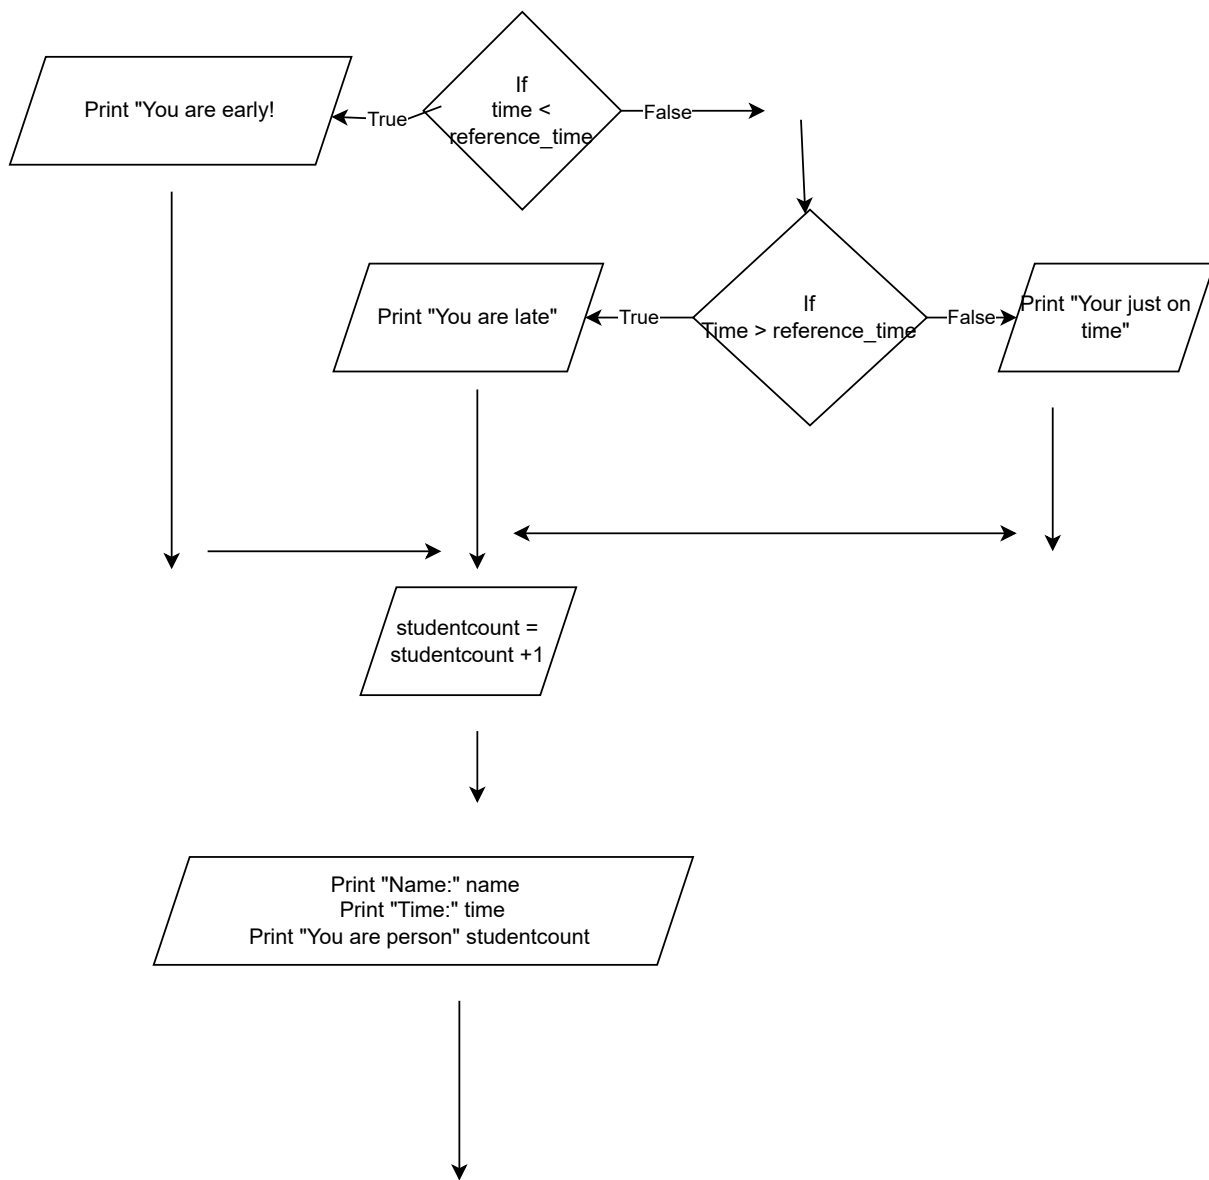 If
time <
reference_time
Print "You are early!
True
False
Print "You are late"
True
If
Time > reference_time
False
Print "Your just on
time"
studentcount =
studentcount +1
Print "Name:" name
Print "Time:" time
Print "You are person" studentcount